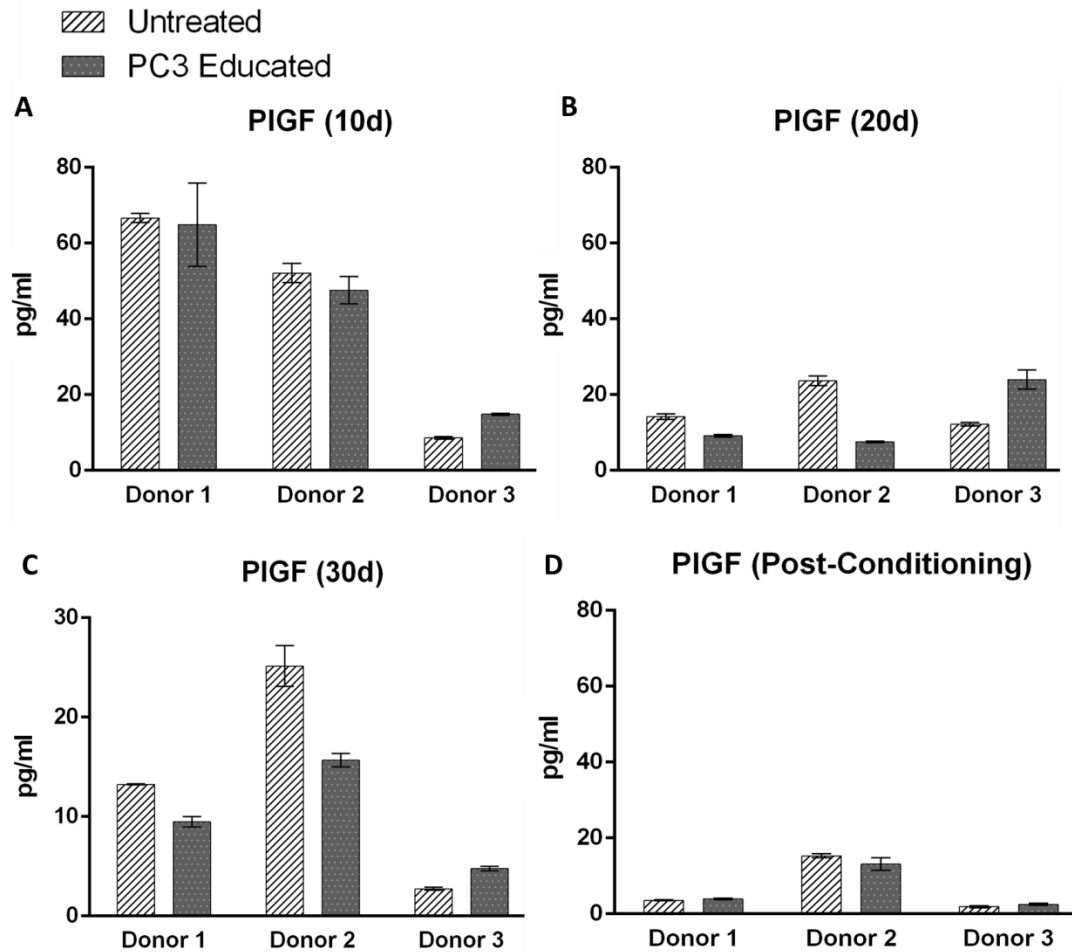 Untreated
PC3 Educated
A
PIGF (10d)
80
60
40
20
0
pg/ml
Donor 1 Donor 2 Donor 3
B
PIGF (20d)
80
60
40
20
0
pg/ml
Donor 1 Donor 2 Donor 3
C
PIGF (30d)
30
20
10
0
pg/ml
Donor 1 Donor 2 Donor 3
D
PIGF (Post-Conditioning)
80
60
40
20
0
pg/ml
Donor 1 Donor 2 Donor 3